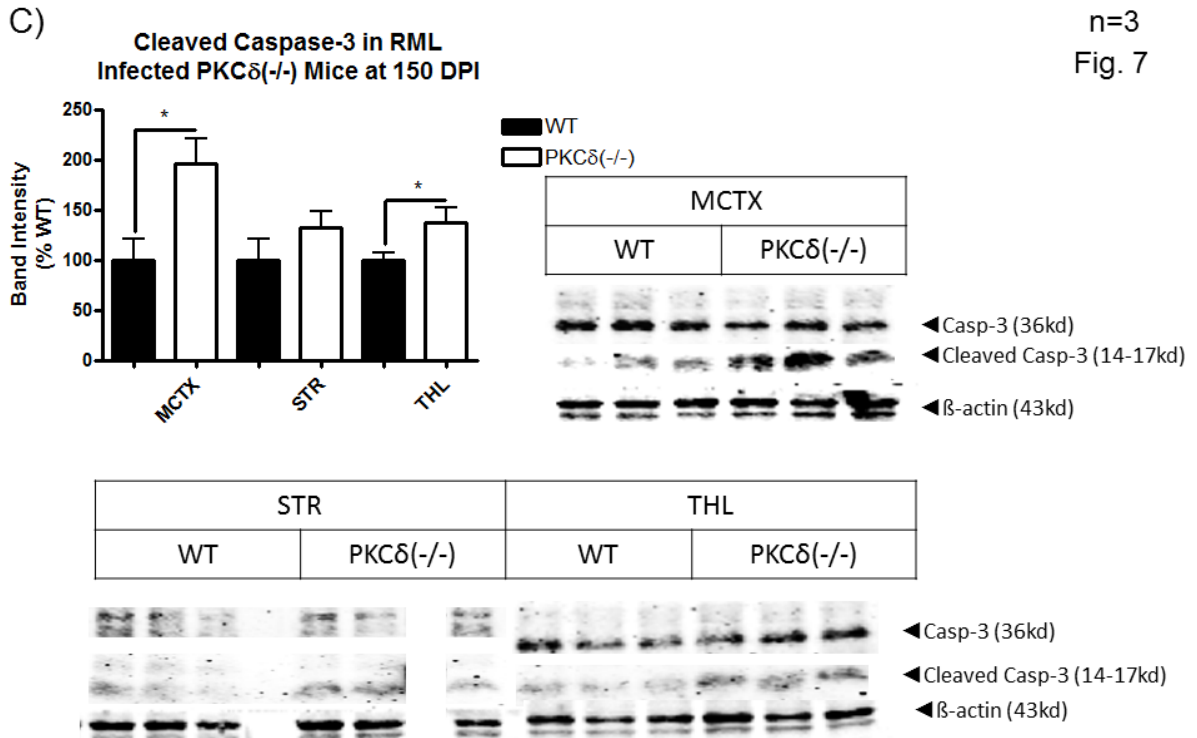 C)
n=3
Fig. 7
Cleaved Caspase-3 in RML
Infected PKCδ(-/-) Mice at 150 DPI
Band Intensity
(% WT)
250
200
150
100
50
0
*
*
MCTX
STR
THL
WT
PKCδ(-/-)
MCTX
WT PKCδ(-/-)
Casp-3 (36kd)
Cleaved Casp-3 (14-17kd)
ß-actin (43kd)
STR THL
WT PKCδ(-/-) WT PKCδ(-/-)
Casp-3 (36kd)
Cleaved Casp-3 (14-17kd)
ß-actin (43kd)